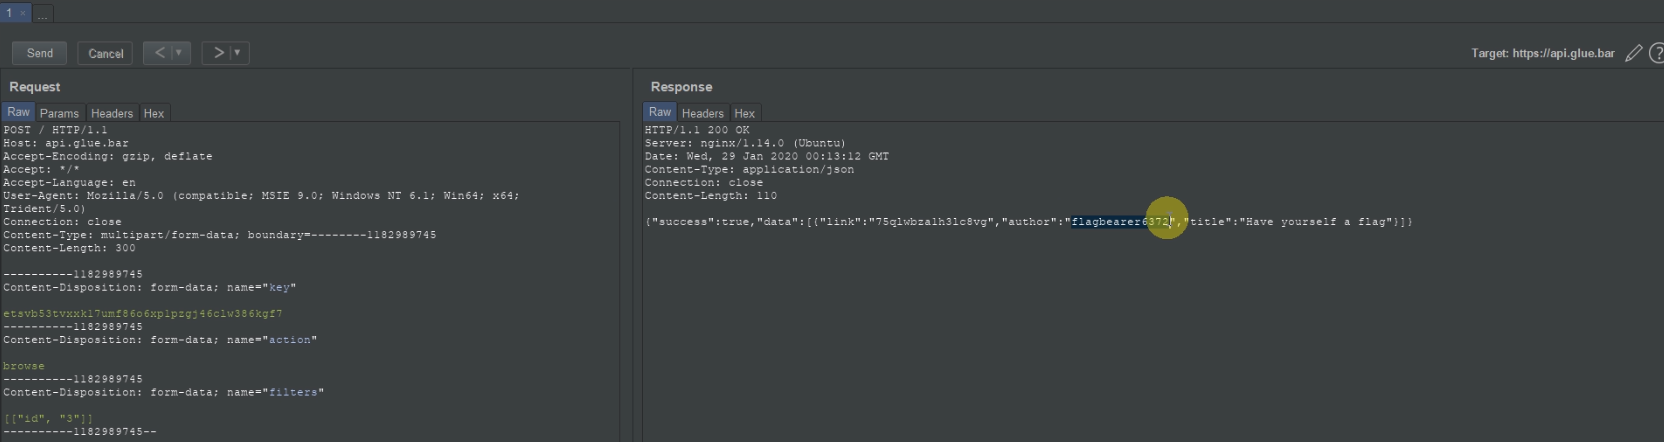 1 × ...
Send Cancel < ▼ > ▼
Target: https://api.glue.bar ?
Request
Raw Params Headers Hex
POST / HTTP/1.1
Host: api.glue.bar
Accept-Encoding: gzip, deflate
Accept: */*
Accept-Language: en
User-Agent: Mozilla/5.0 (compatible; MSIE 9.0; Windows NT 6.1; Win64; x64;
Trident/5.0)
Connection: close
Content-Type: multipart/form-data; boundary=--------1182989745
Content-Length: 300
----------1182989745
Content-Disposition: form-data; name="key"
etsvb53tvxxkl7umf86o6xplpzgj46clw386kgf7
----------1182989745
Content-Disposition: form-data; name="action"
browse
----------1182989745
Content-Disposition: form-data; name="filters"
[["id", "3"]]
----------1182989745--
Response
Raw Headers Hex
HTTP/1.1 200 OK
Server: nginx/1.14.0 (Ubuntu)
Date: Wed, 29 Jan 2020 00:13:12 GMT
Content-Type: application/json
Connection: close
Content-Length: 110
{"success":true,"data":[{"link":"75qlwbzalh3lc8vg","author":"flagbearer6372","title":"Have yourself a flag"}]}